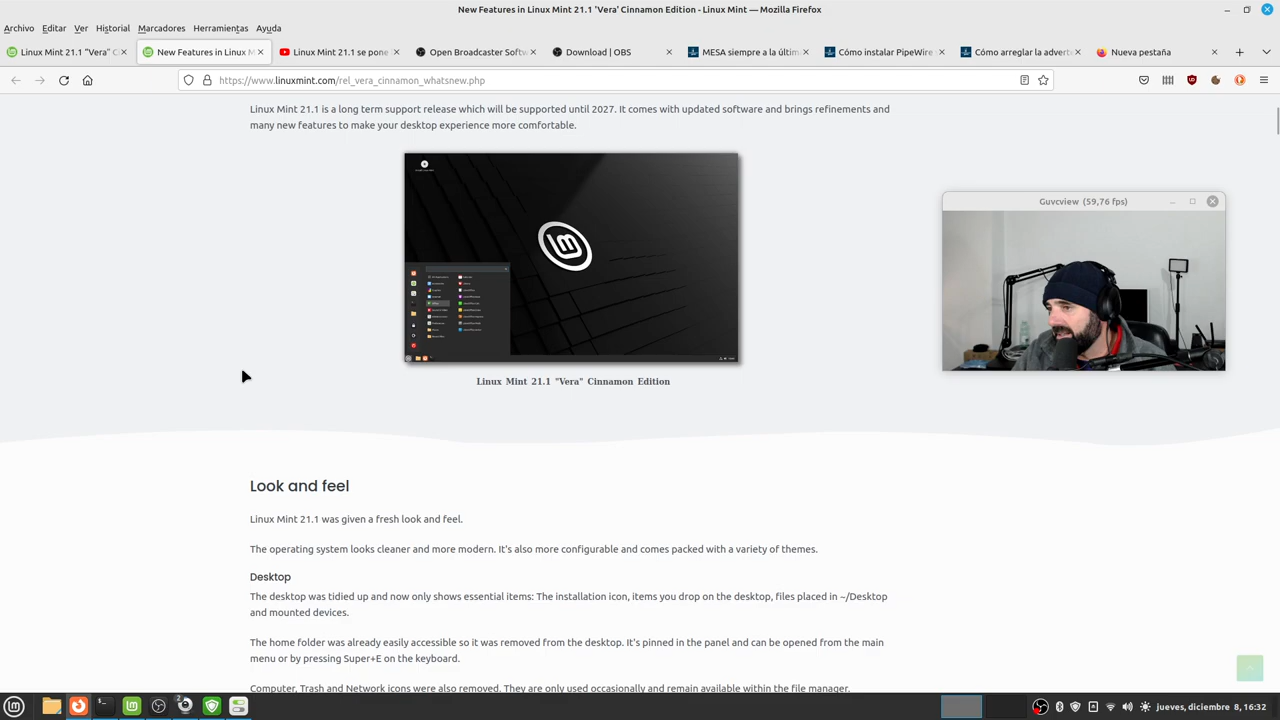 New Features in Linux Mint 21.1 'Vera' Cinnamon Edition - Linux Mint — Mozilla Firefox
Archivo Editar Ver Historial Marcadores Herramientas Ayuda
Linux Mint 21.1 "Vera" C
New Features in Linux M
Linux Mint 21.1 se pone
Open Broadcaster Softw
Download | OBS
MESA siempre a la últim
Cómo instalar PipeWire
Cómo arreglar la advert
Nueva pestaña
https://www.linuxmint.com/rel_vera_cinnamon_whatsnew.php
Linux Mint 21.1 is a long term support release which will be supported until 2027. It comes with updated software and brings refinements and
many new features to make your desktop experience more comfortable.
Guvcview (59,76 fps)
Linux Mint 21.1 "Vera" Cinnamon Edition
Look and feel
Linux Mint 21.1 was given a fresh look and feel.
The operating system looks cleaner and more modern. It's also more configurable and comes packed with a variety of themes.
Desktop
The desktop was tidied up and now only shows essential items: The installation icon, items you drop on the desktop, files placed in ~/Desktop
and mounted devices.
The home folder was already easily accessible so it was removed from the desktop. It's pinned in the panel and can be opened from the main
menu or by pressing Super+E on the keyboard.
Computer, Trash and Network icons were also removed. They are only used occasionally and remain available within the file manager.
2
jueves, diciembre 8, 16:32